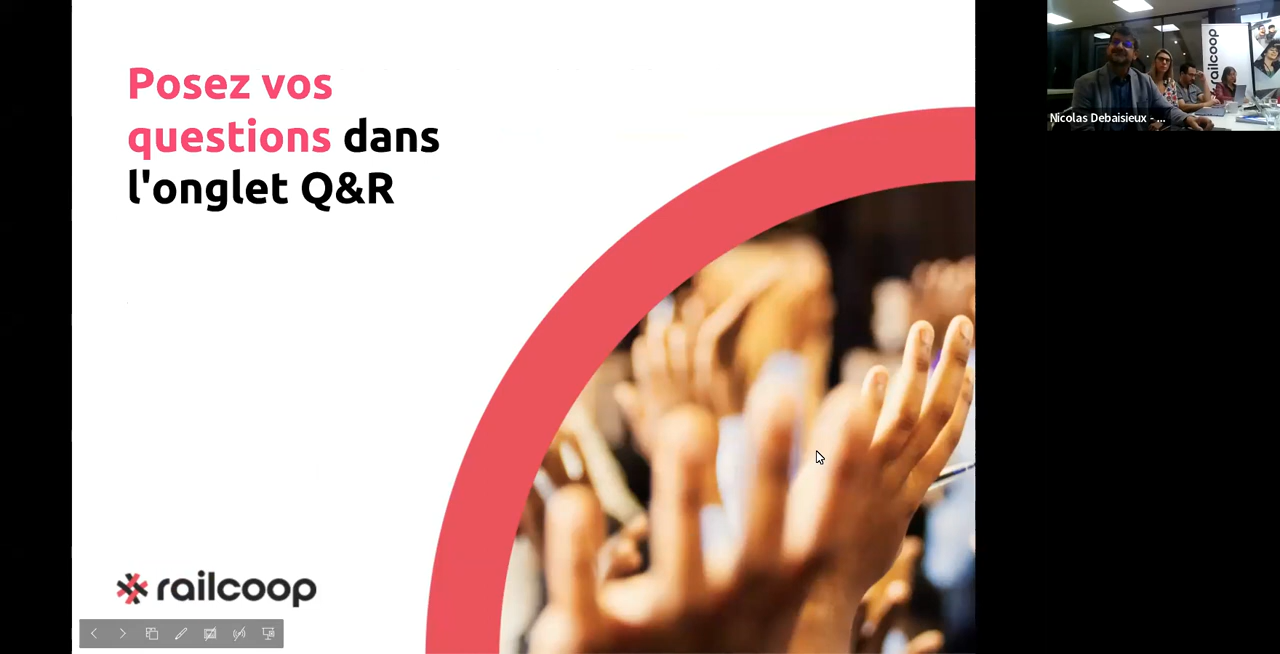 Posez vos
questions dans
l'onglet Q&R
railcoop
Nicolas Debaisieux - ...
railcoop